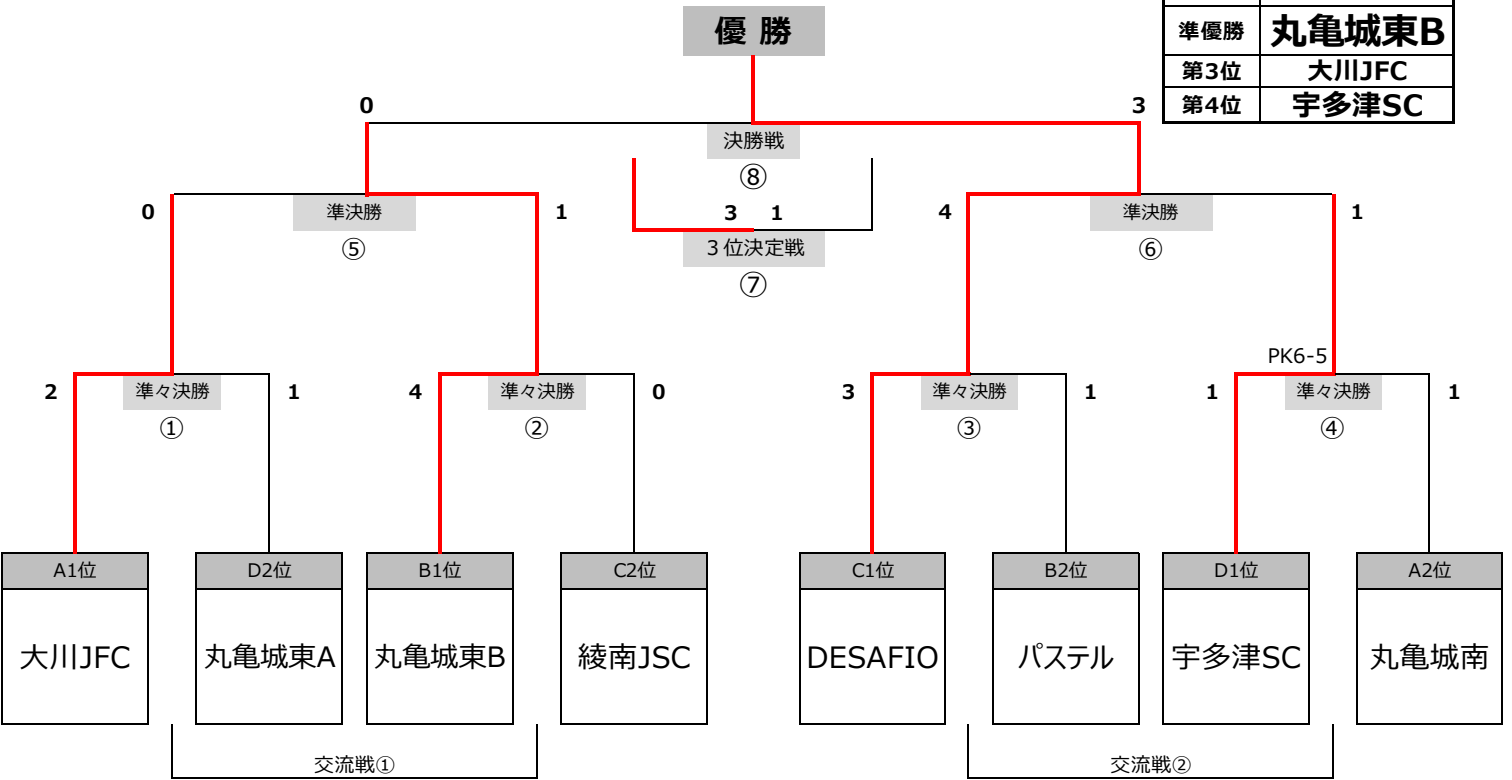 優 勝
準優勝 丸亀城東B
第3位 大川JFC
第4位 宇多津SC
0 3
決勝戦
⑧
0 準決勝 1 3 1 4 準決勝 1
⑤ 3位決定戦 ⑥
⑦
PK6-5
2 準々決勝 1 4 準々決勝 0 3 準々決勝 1 1 準々決勝 1
① ② ③ ④
A1位 D2位 B1位 C2位 C1位 B2位 D1位 A2位
大川JFC 丸亀城東A 丸亀城東B 綾南JSC DESAFIO パステル 宇多津SC 丸亀城南
交流戦① 交流戦②